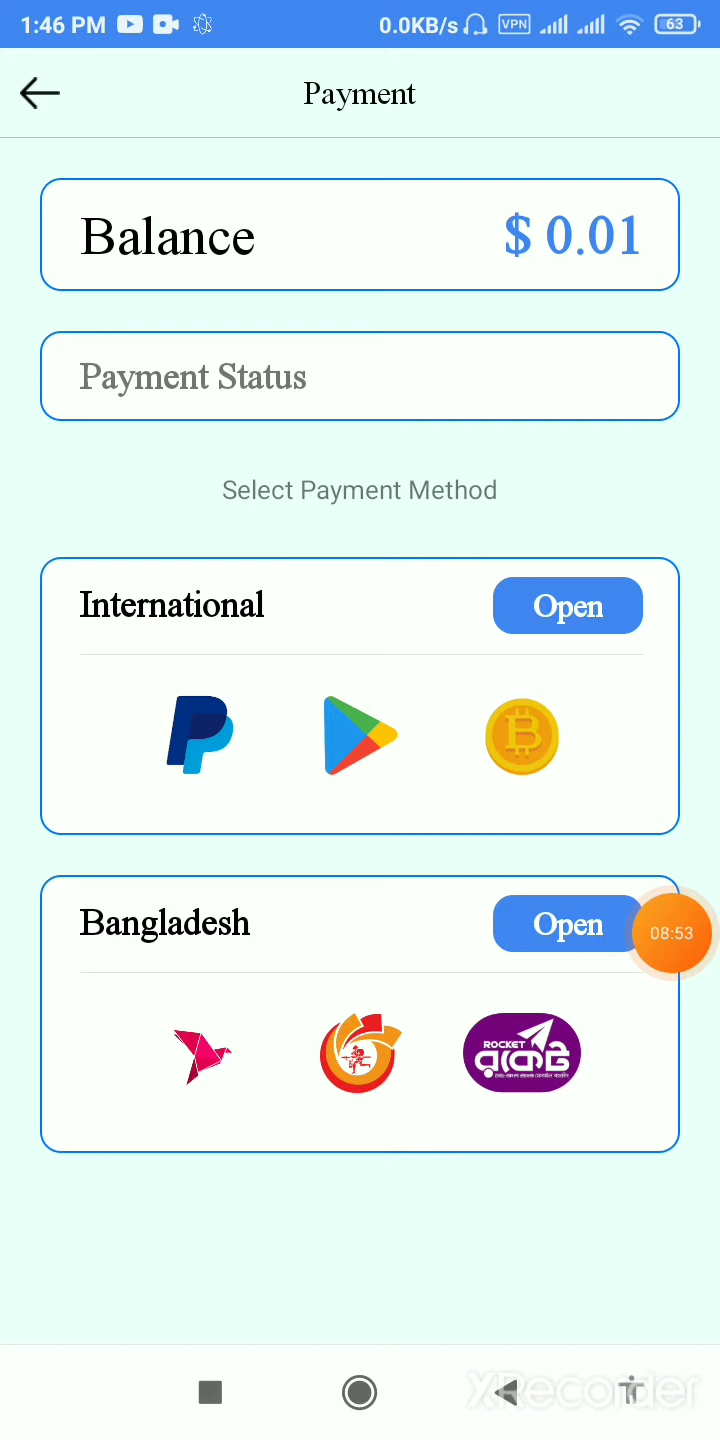 1:46 PM 0.0KB/s VPN 63
Payment
Balance $ 0.01
Payment Status
Select Payment Method
International Open
Bangladesh Open
08:53
ROCKET
রকেট
XRecorder